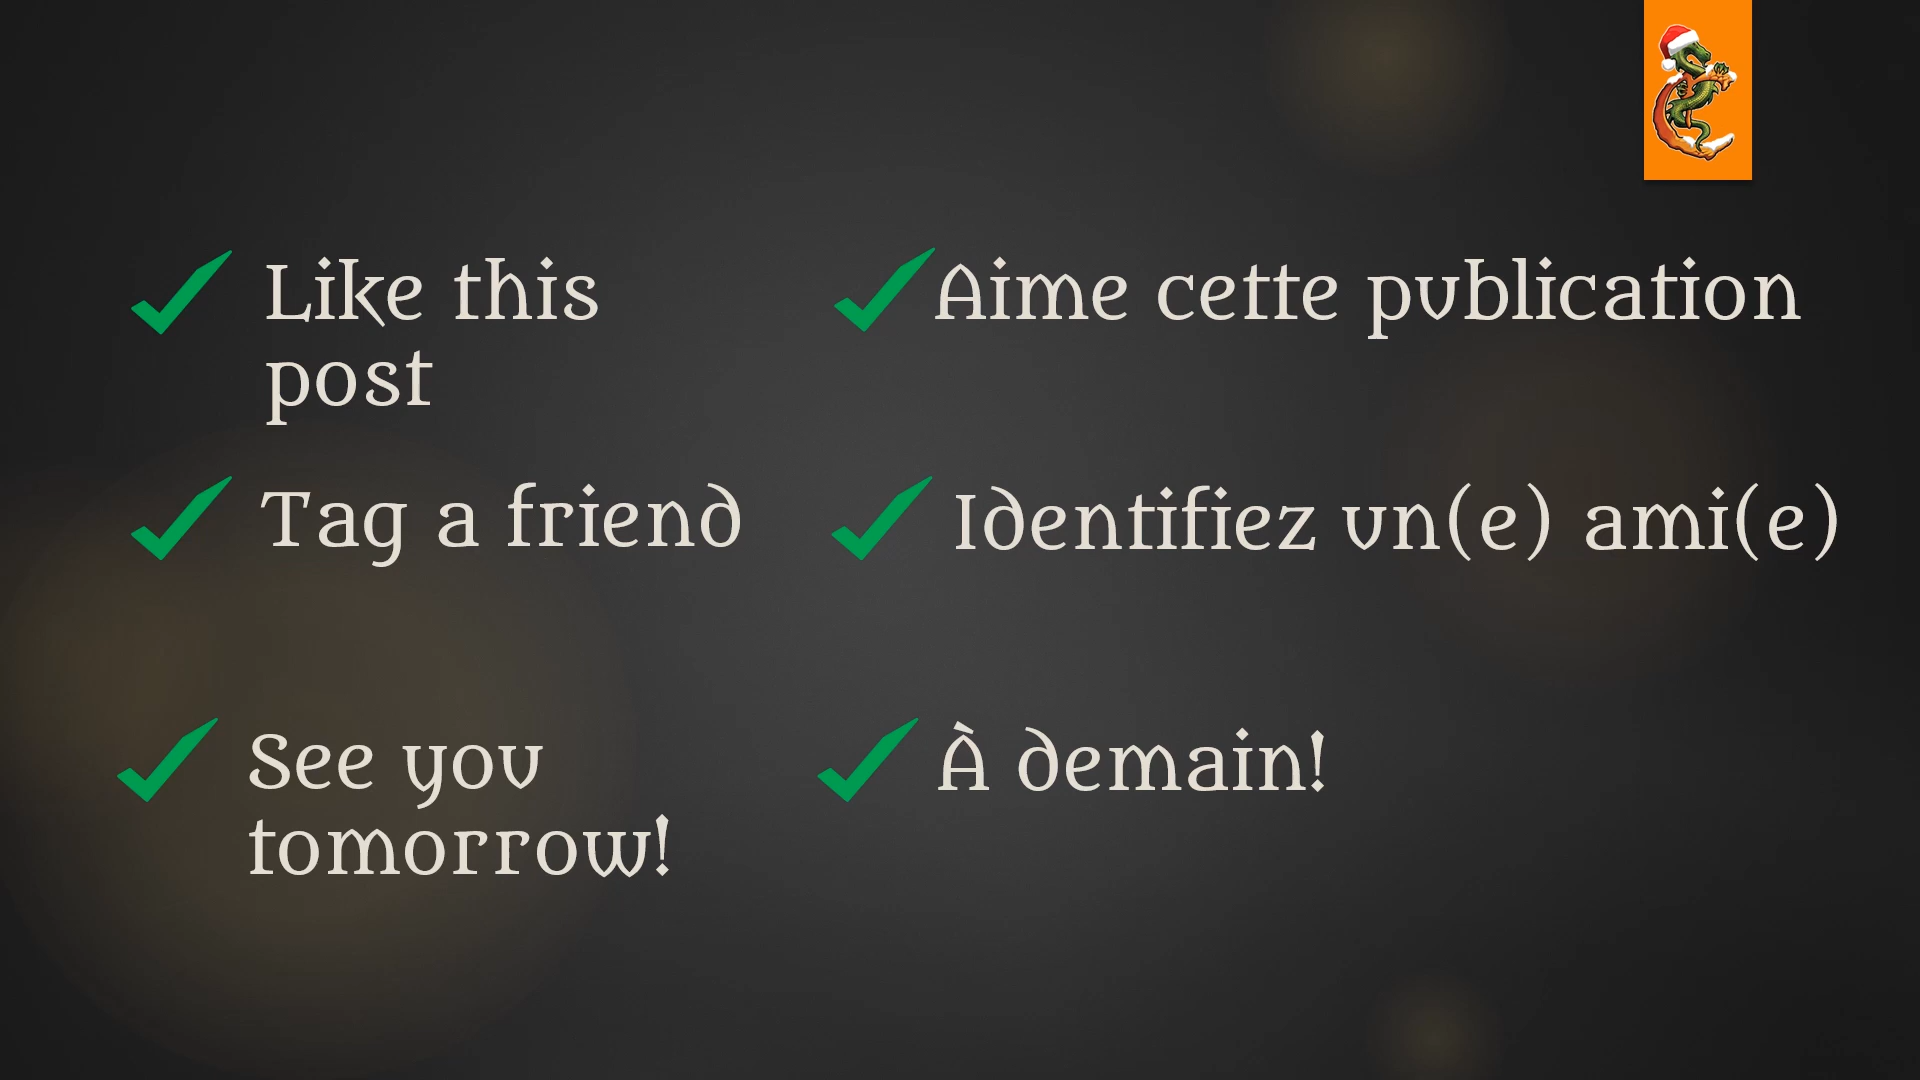 Like this
post
Tag a friend
See you
tomorrow!
Aime cette publication
Identifiez un(e) ami(e)
À demain!